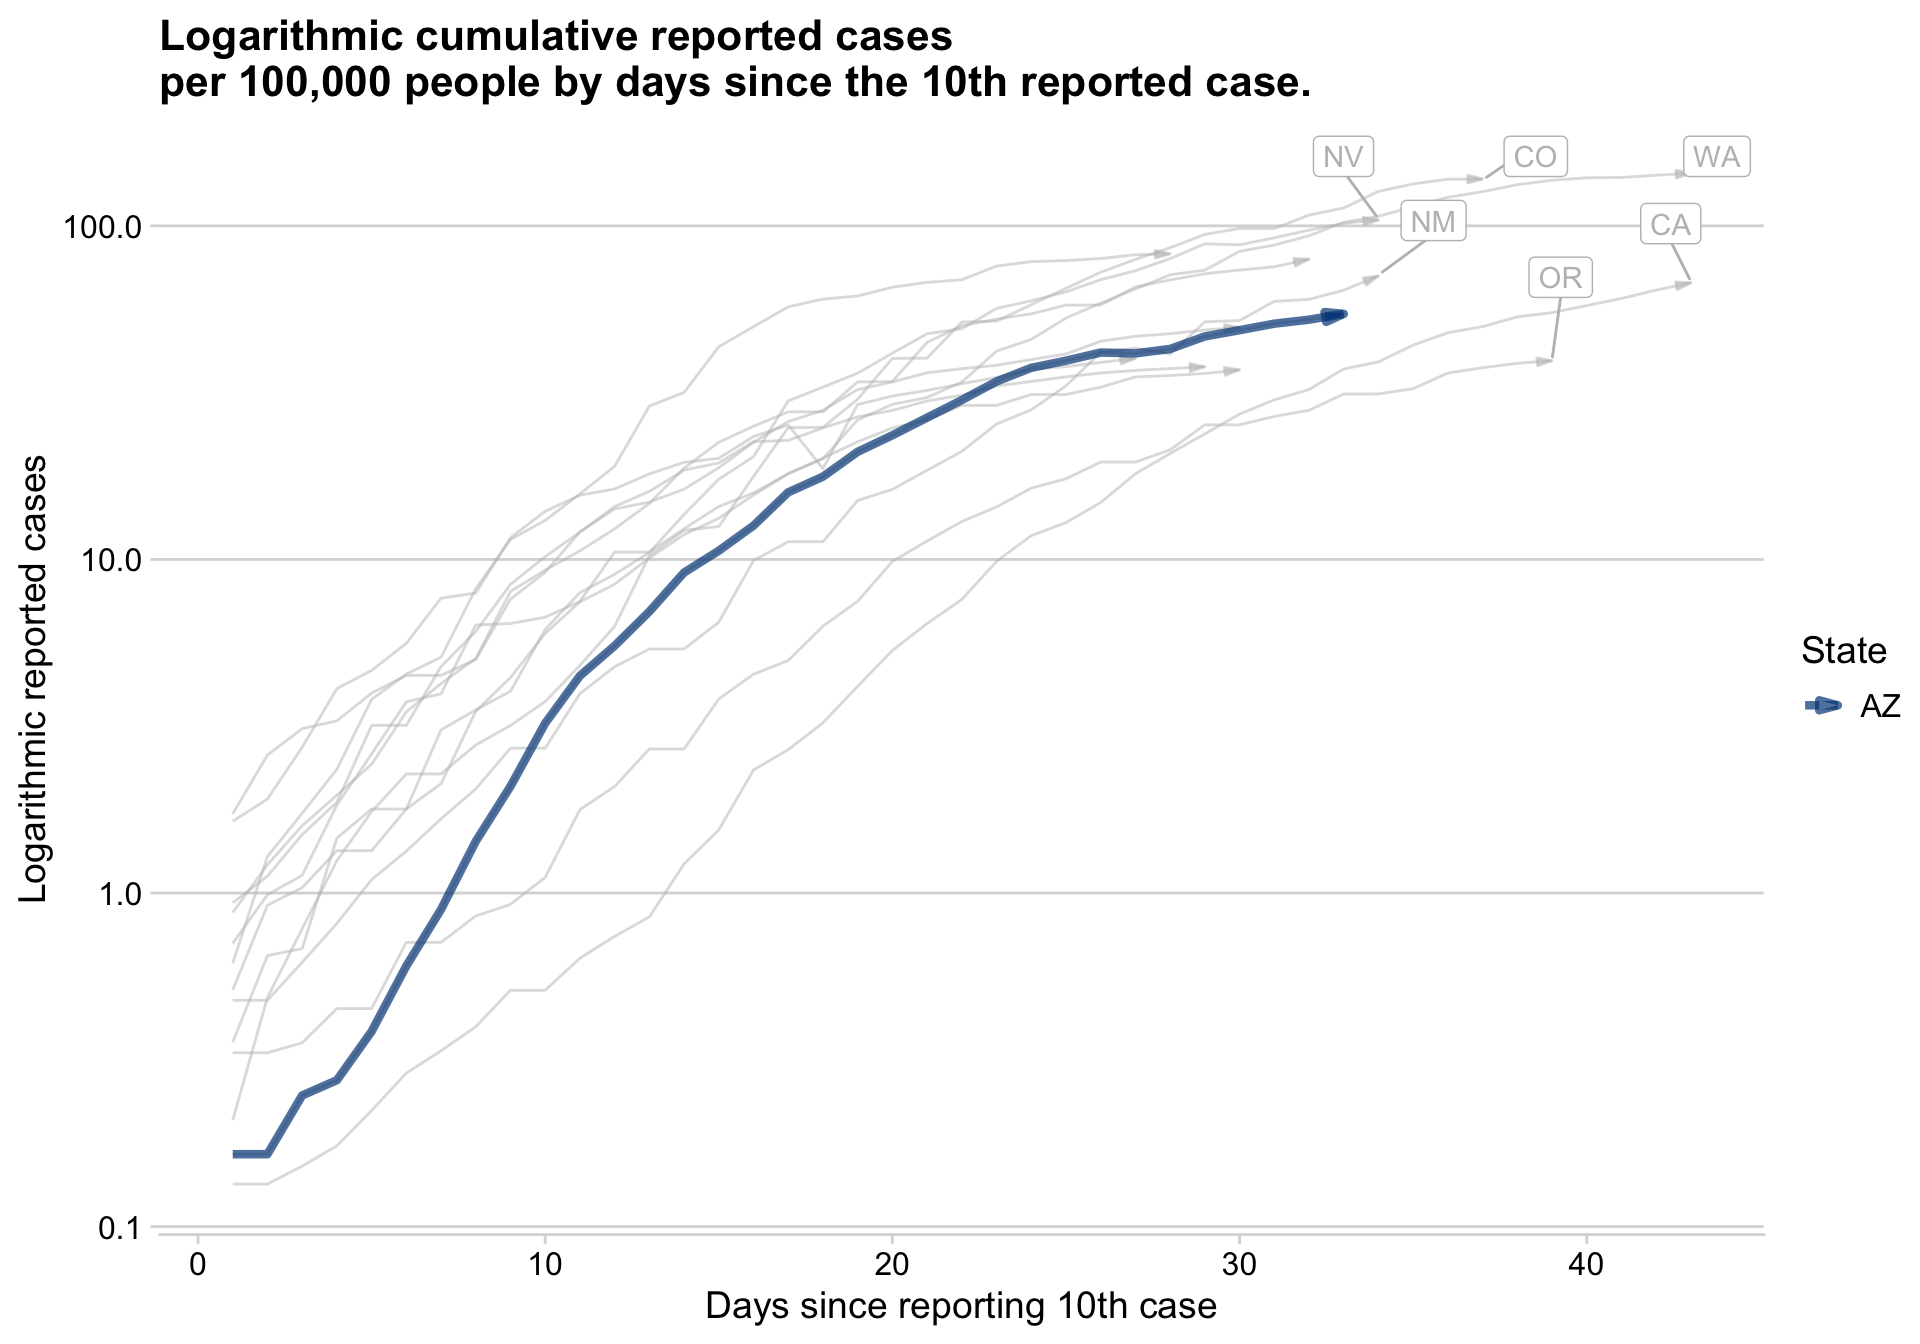 Logarithmic cumulative reported cases
per 100,000 people by days since the 10th reported case.
NV
CO
WA
NM
CA
OR
100.0
10.0
1.0
0.1
Logarithmic reported cases
0
10
20
30
40
Days since reporting 10th case
State
AZ